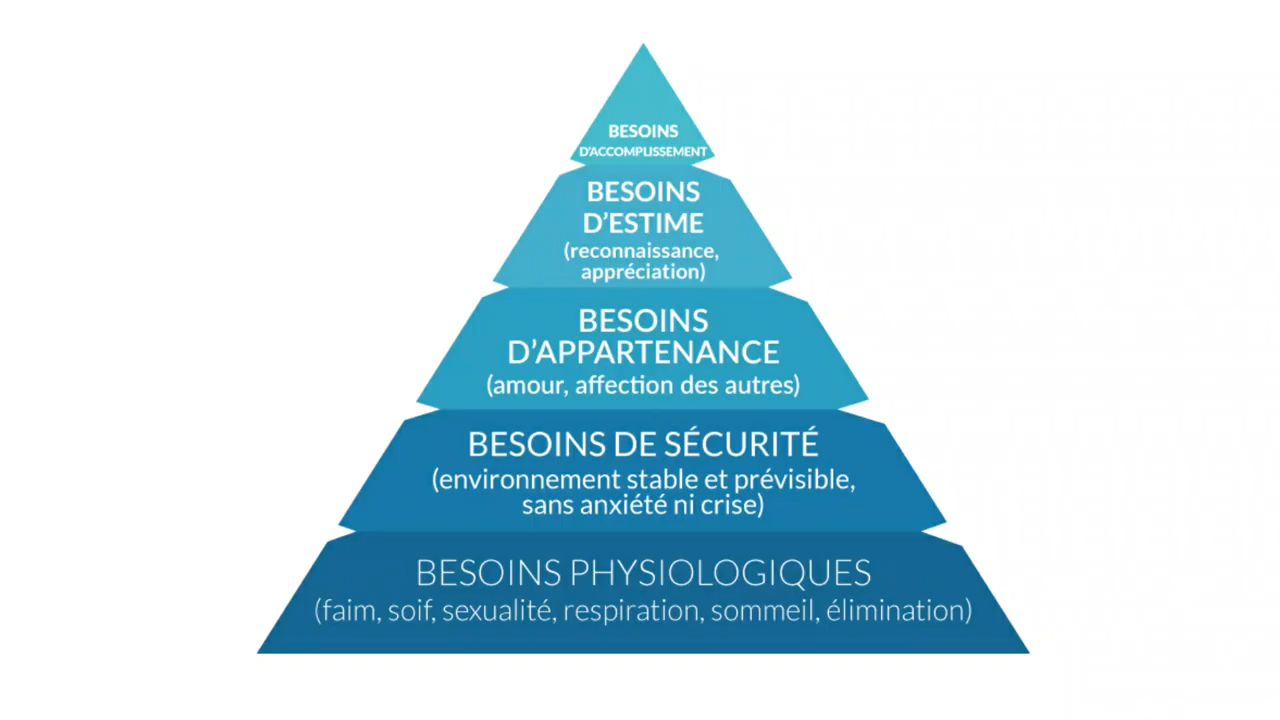 BESOINS
D'ACCOMPLISSEMENT
BESOINS
D'ESTIME
(reconnaissance,
appréciation)
BESOINS
D'APPARTENANCE
(amour, affection des autres)
BESOINS DE SÉCURITÉ
(environnement stable et prévisible,
sans anxiété ni crise)
BESOINS PHYSIOLOGIQUES
(faim, soif, sexualité, respiration, sommeil, élimination)